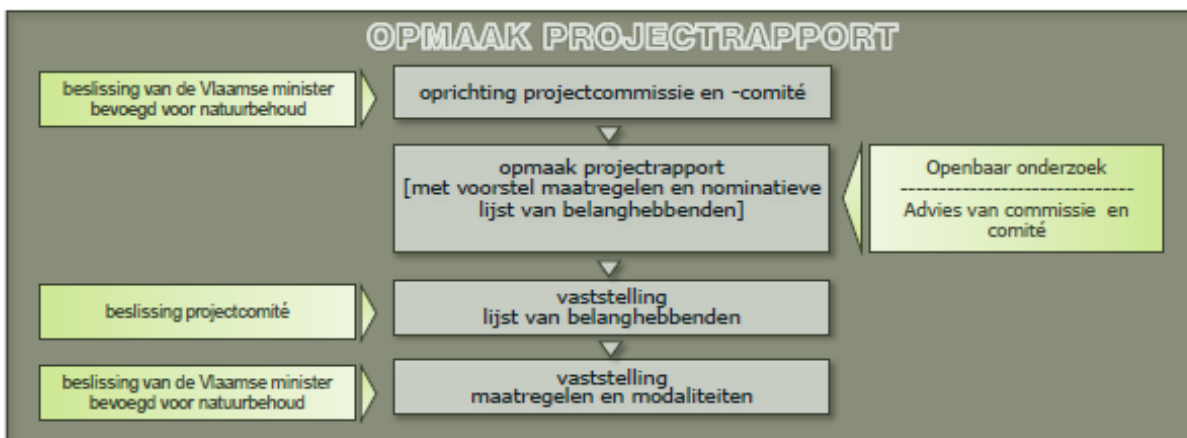 OPMAAK PROJECTRAPPORT
beslissing van de Vlaamse minister
bevoegd voor natuurbehoud
oprichting projectcommissie en -comité
opmaak projectrapport
[met voorstel maatregelen en nominatieve
lijst van belanghebbenden]
Openbaar onderzoek
------------------------------
Advies van commissie en
comité
beslissing projectcomité
vaststelling
lijst van belanghebbenden
beslissing van de Vlaamse minister
bevoegd voor natuurbehoud
vaststelling
maatregelen en modaliteiten